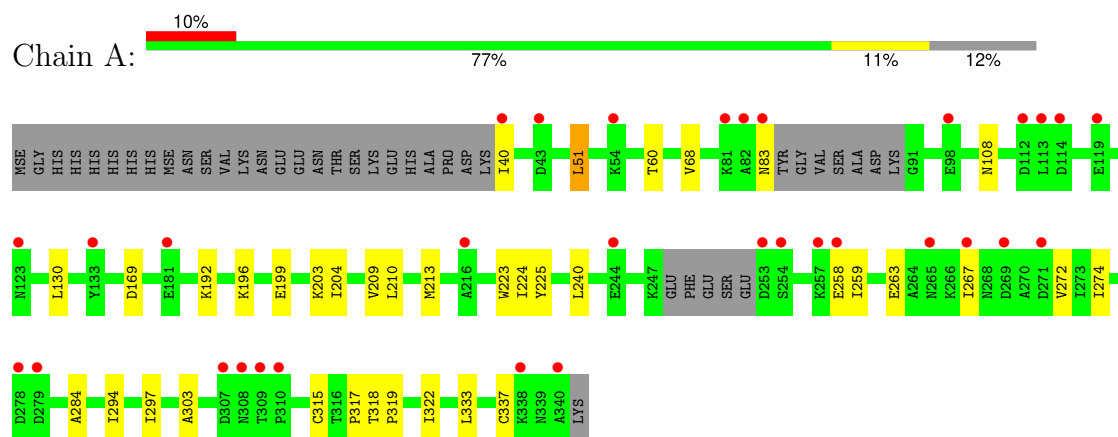 10%
Chain A:
77% 11% 12%
MSE GLY HIS HIS HIS HIS HIS HIS MSE ASN SER VAL LYS ASN GLU GLU ASN THR SER LYS GLU HIS ALA PRO ASP LYS I40 D43 L51 K54 T60 V68 K81 A82 N83 TYR GLY VAL SER ALA ASP LYS G91 E98 N108 D112 L113 D114 E119
N123 L130 Y133 D169 E181 K192 K196 E199 K203 I204 V209 L210 M213 A216 W223 I224 Y225 L240 E244 K247 GLU PHE GLU SER GLU D253 S254 K257 E258 I259 E263 A264 N265 K266 I267 N268 D269 A270 D271 V272 I273 I274
D278 D279 A284 I294 I297 A303 D307 N308 T309 P310 C315 T316 P317 T318 P319 I322 L333 C337 K338 N339 A340 LYS